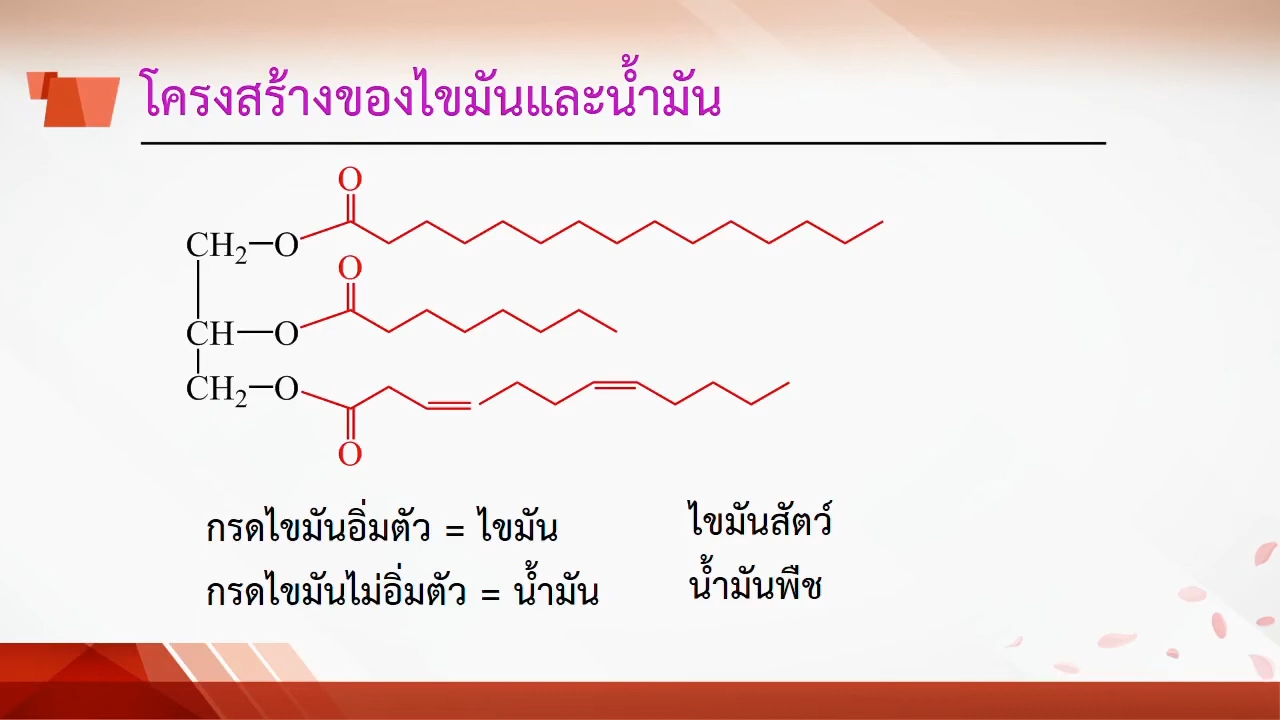 โครงสร้างของไขมันและน้ำมัน
O
CH2—O
O
CH—O
CH2—O
O
กรดไขมันอิ่มตัว = ไขมัน ไขมันสัตว์
กรดไขมันไม่อิ่มตัว = น้ำมัน น้ำมันพืช